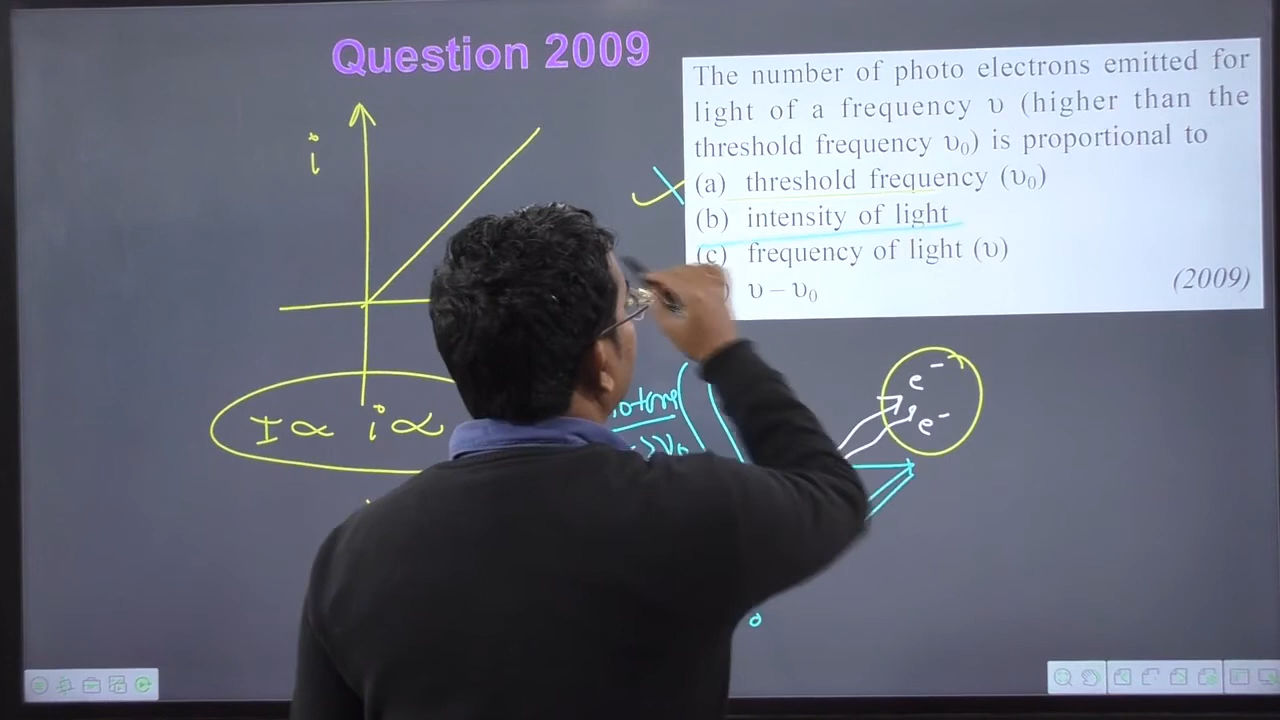 Question 2009
The number of photo electrons emitted for
light of a frequency υ (higher than the
threshold frequency υ₀) is proportional to
(a) threshold frequency (υ₀)
(b) intensity of light
(c) frequency of light (υ)
υ – υ₀
(2009)
i
I ∝ i ∝
e⁻
e⁻